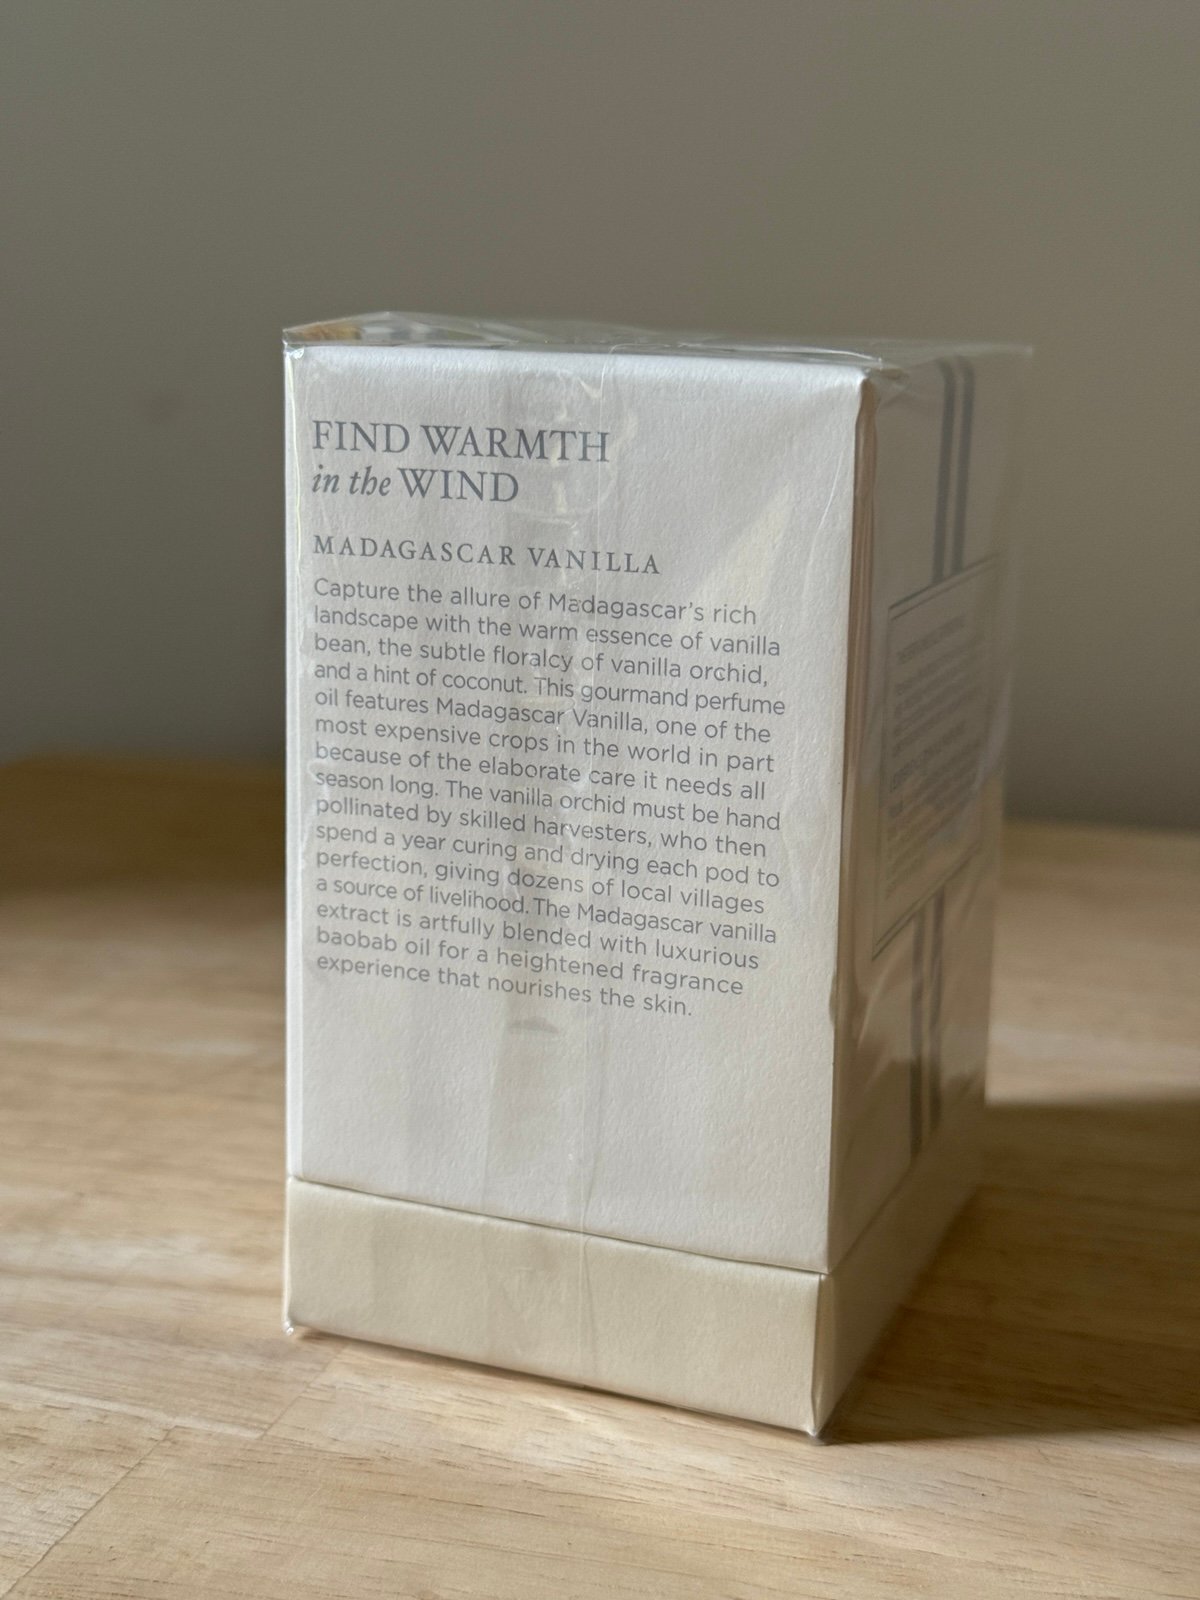 FIND WARMTH
in the WIND
MADAGASCAR VANILLA
Capture the allure of Madagascar's rich
landscape with the warm essence of vanilla
bean, the subtle floralcy of vanilla orchid,
and a hint of coconut. This gourmand perfume
oil features Madagascar Vanilla, one of the
most expensive crops in the world in part
because of the elaborate care it needs all
season long. The vanilla orchid must be hand
pollinated by skilled harvesters, who then
spend a year curing and drying each pod to
perfection, giving dozens of local villages
a source of livelihood. The Madagascar vanilla
extract is artfully blended with luxurious
baobab oil for a heightened fragrance
experience that nourishes the skin.